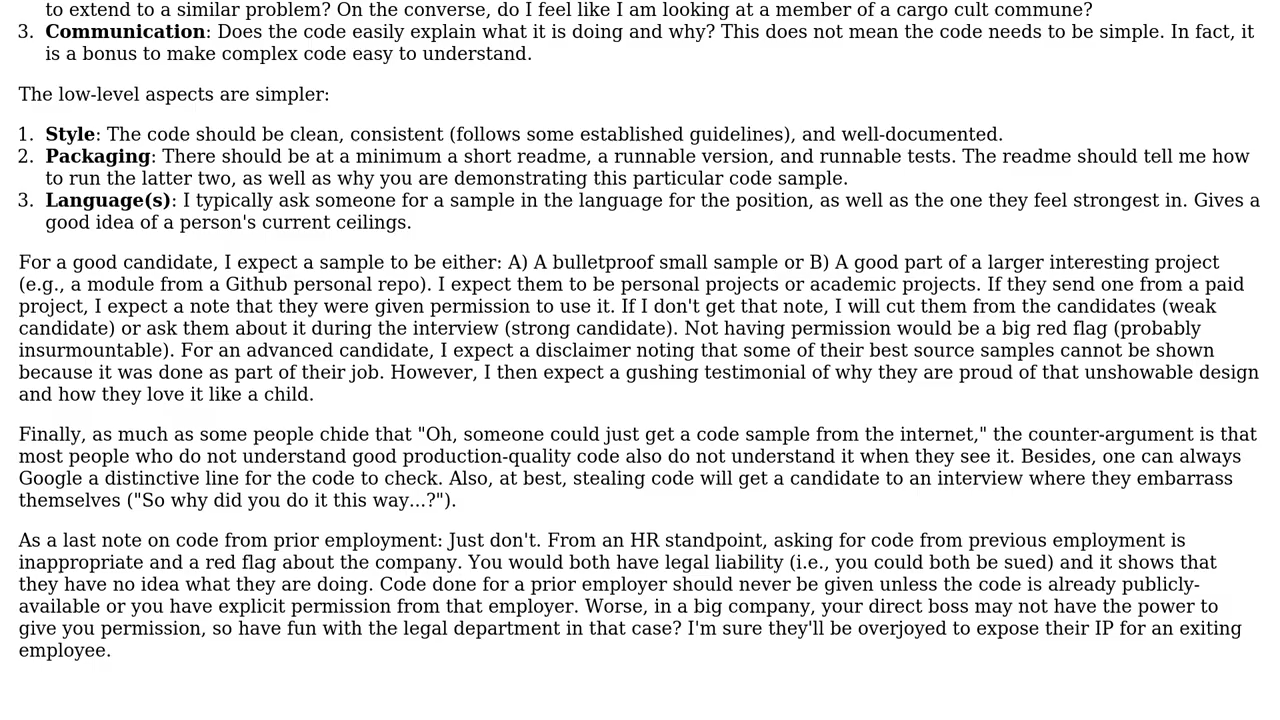 to extend to a similar problem? On the converse, do I feel like I am looking at a member of a cargo cult commune?
3. Communication: Does the code easily explain what it is doing and why? This does not mean the code needs to be simple. In fact, it
is a bonus to make complex code easy to understand.
The low-level aspects are simpler:
1. Style: The code should be clean, consistent (follows some established guidelines), and well-documented.
2. Packaging: There should be at a minimum a short readme, a runnable version, and runnable tests. The readme should tell me how
to run the latter two, as well as why you are demonstrating this particular code sample.
3. Language(s): I typically ask someone for a sample in the language for the position, as well as the one they feel strongest in. Gives a
good idea of a person's current ceilings.
For a good candidate, I expect a sample to be either: A) A bulletproof small sample or B) A good part of a larger interesting project
(e.g., a module from a Github personal repo). I expect them to be personal projects or academic projects. If they send one from a paid
project, I expect a note that they were given permission to use it. If I don't get that note, I will cut them from the candidates (weak
candidate) or ask them about it during the interview (strong candidate). Not having permission would be a big red flag (probably
insurmountable). For an advanced candidate, I expect a disclaimer noting that some of their best source samples cannot be shown
because it was done as part of their job. However, I then expect a gushing testimonial of why they are proud of that unshowable design
and how they love it like a child.
Finally, as much as some people chide that "Oh, someone could just get a code sample from the internet," the counter-argument is that
most people who do not understand good production-quality code also do not understand it when they see it. Besides, one can always
Google a distinctive line for the code to check. Also, at best, stealing code will get a candidate to an interview where they embarrass
themselves ("So why did you do it this way...?").
As a last note on code from prior employment: Just don't. From an HR standpoint, asking for code from previous employment is
inappropriate and a red flag about the company. You would both have legal liability (i.e., you could both be sued) and it shows that
they have no idea what they are doing. Code done for a prior employer should never be given unless the code is already publicly-
available or you have explicit permission from that employer. Worse, in a big company, your direct boss may not have the power to
give you permission, so have fun with the legal department in that case? I'm sure they'll be overjoyed to expose their IP for an exiting
employee.